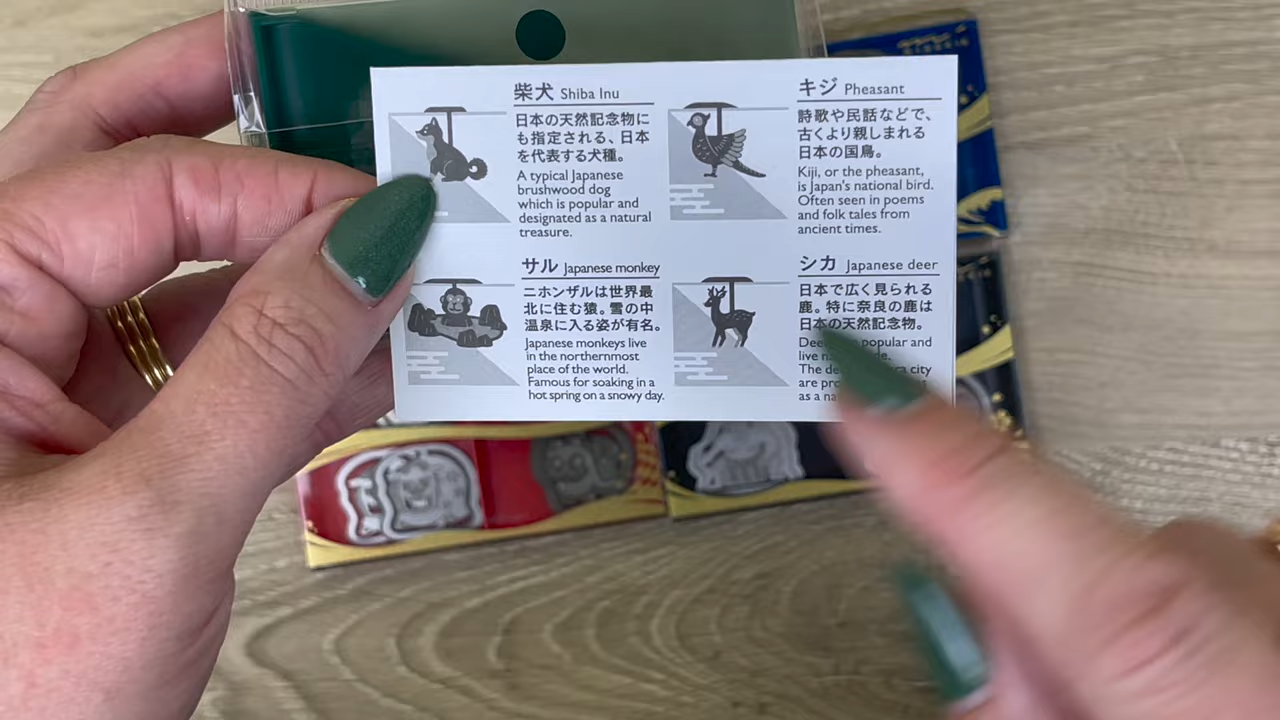 柴犬 Shiba Inu
日本の天然記念物に
も指定される、日本
を代表する犬種。
A typical Japanese
brushwood dog
which is popular and
designated as a natural
treasure.
キジ Pheasant
詩歌や民話などで、
古くより親しまれる
日本の国鳥。
Kiji, or the pheasant,
is Japan's national bird.
Often seen in poems
and folk tales from
ancient times.
サル Japanese monkey
ニホンザルは世界最
北に住む猿。雪の中
温泉に入る姿が有名。
Japanese monkeys live
in the northernmost
place of the world.
Famous for soaking in a
hot spring on a snowy day.
シカ Japanese deer
日本で広く見られる
鹿。特に奈良の鹿は
日本の天然記念物。
popular and
live
The city
are
as a